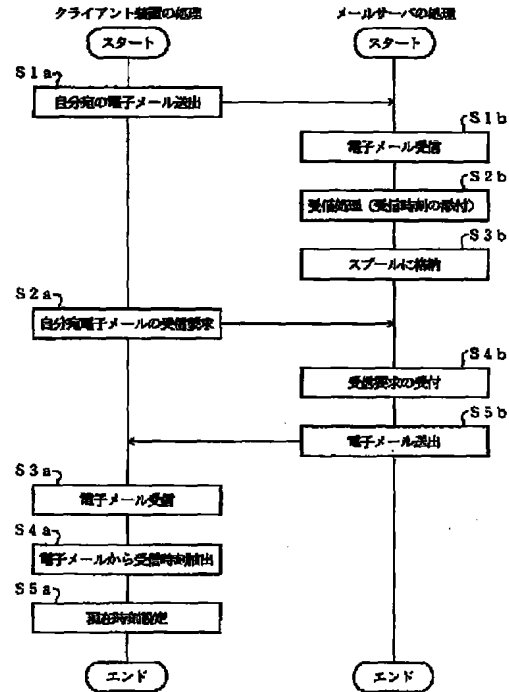 クライアント装置の処理
メールサーバの処理
スタート
スタート
S1a
自分宛の電子メール送出
S1b
電子メール受信
S2b
受信処理(受信時刻の添付)
S3b
スプールに格納
S2a
自分宛電子メールの受信要求
S4b
受信要求の受付
S5b
電子メール送出
S3a
電子メール受信
S4a
電子メールから受信時刻抽出
S5a
現在時刻設定
エンド
エンド